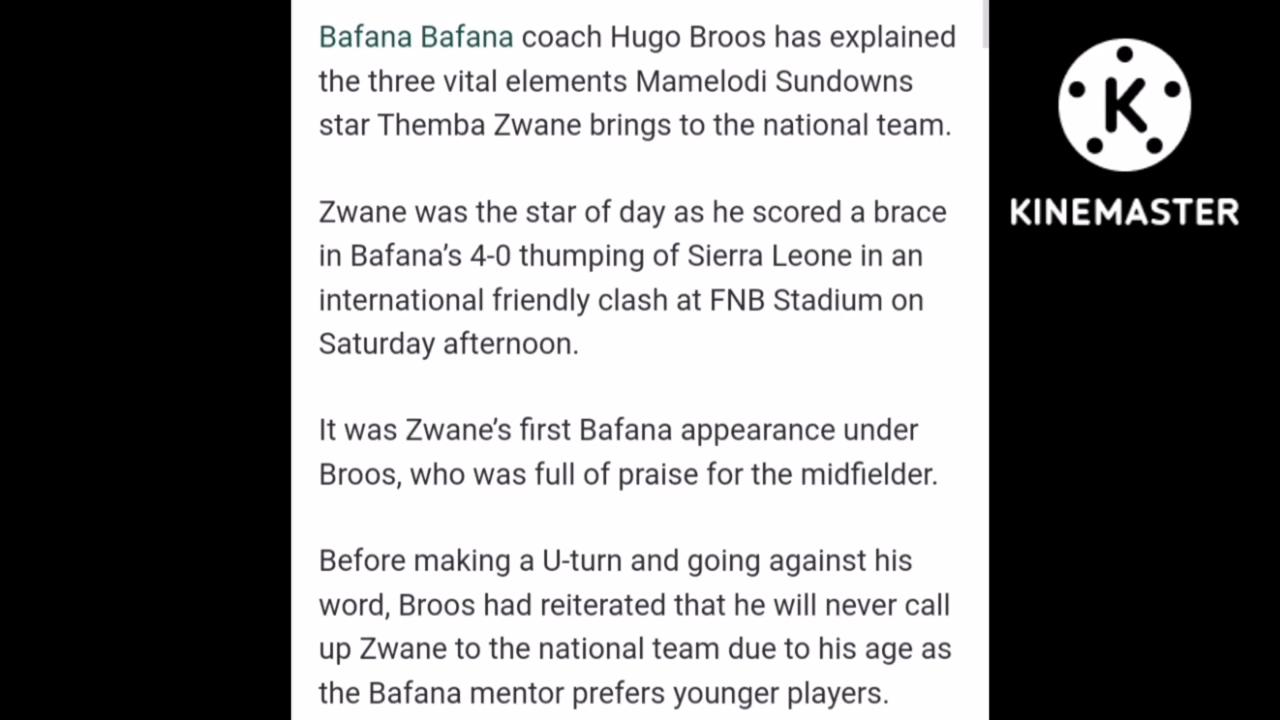 Bafana Bafana coach Hugo Broos has explained
the three vital elements Mamelodi Sundowns
star Themba Zwane brings to the national team.
Zwane was the star of day as he scored a brace
in Bafana's 4-0 thumping of Sierra Leone in an
international friendly clash at FNB Stadium on
Saturday afternoon.
It was Zwane's first Bafana appearance under
Broos, who was full of praise for the midfielder.
Before making a U-turn and going against his
word, Broos had reiterated that he will never call
up Zwane to the national team due to his age as
the Bafana mentor prefers younger players.
K
KINEMASTER